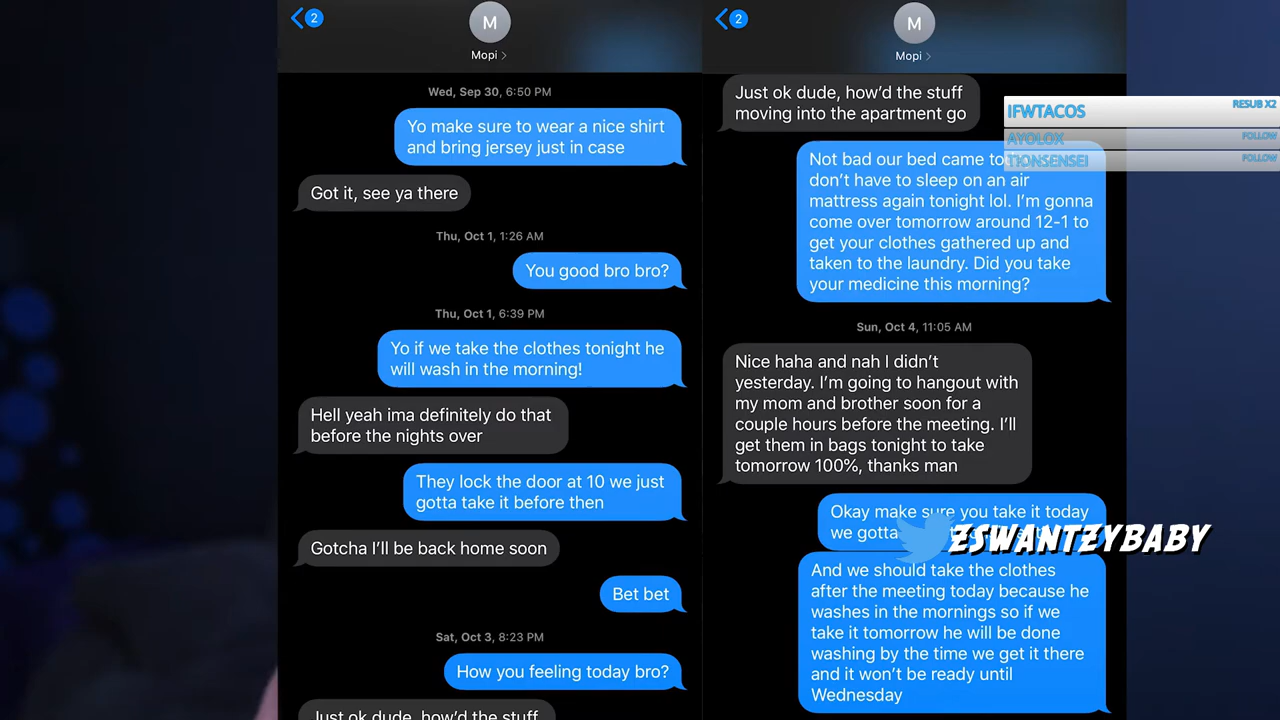 2
M
Mopi
Wed, Sep 30, 6:50 PM
Yo make sure to wear a nice shirt
and bring jersey just in case
Got it, see ya there
Thu, Oct 1, 1:26 AM
You good bro bro?
Thu, Oct 1, 6:39 PM
Yo if we take the clothes tonight he
will wash in the morning!
Hell yeah ima definitely do that
before the nights over
They lock the door at 10 we just
gotta take it before then
Gotcha I'll be back home soon
Bet bet
Sat, Oct 3, 8:23 PM
How you feeling today bro?
Just ok dude, how'd the stuff
2
M
Mopi
Just ok dude, how'd the stuff
moving into the apartment go
Not bad our bed came
don't have to sleep on an air
mattress again tonight lol. I'm gonna
come over tomorrow around 12-1 to
get your clothes gathered up and
taken to the laundry. Did you take
your medicine this morning?
Sun, Oct 4, 11:05 AM
Nice haha and nah I didn't
yesterday. I'm going to hangout with
my mom and brother soon for a
couple hours before the meeting. I'll
get them in bags tonight to take
tomorrow 100%, thanks man
Okay make sure you take it today
we gotta
And we should take the clothes
after the meeting today because he
washes in the mornings so if we
take it tomorrow he will be done
washing by the time we get it there
and it won't be ready until
Wednesday
IFWTACOS RESUB X2
AYOLOX FOLLOW
TIONSENSEI FOLLOW
ZSWANTZYBABY